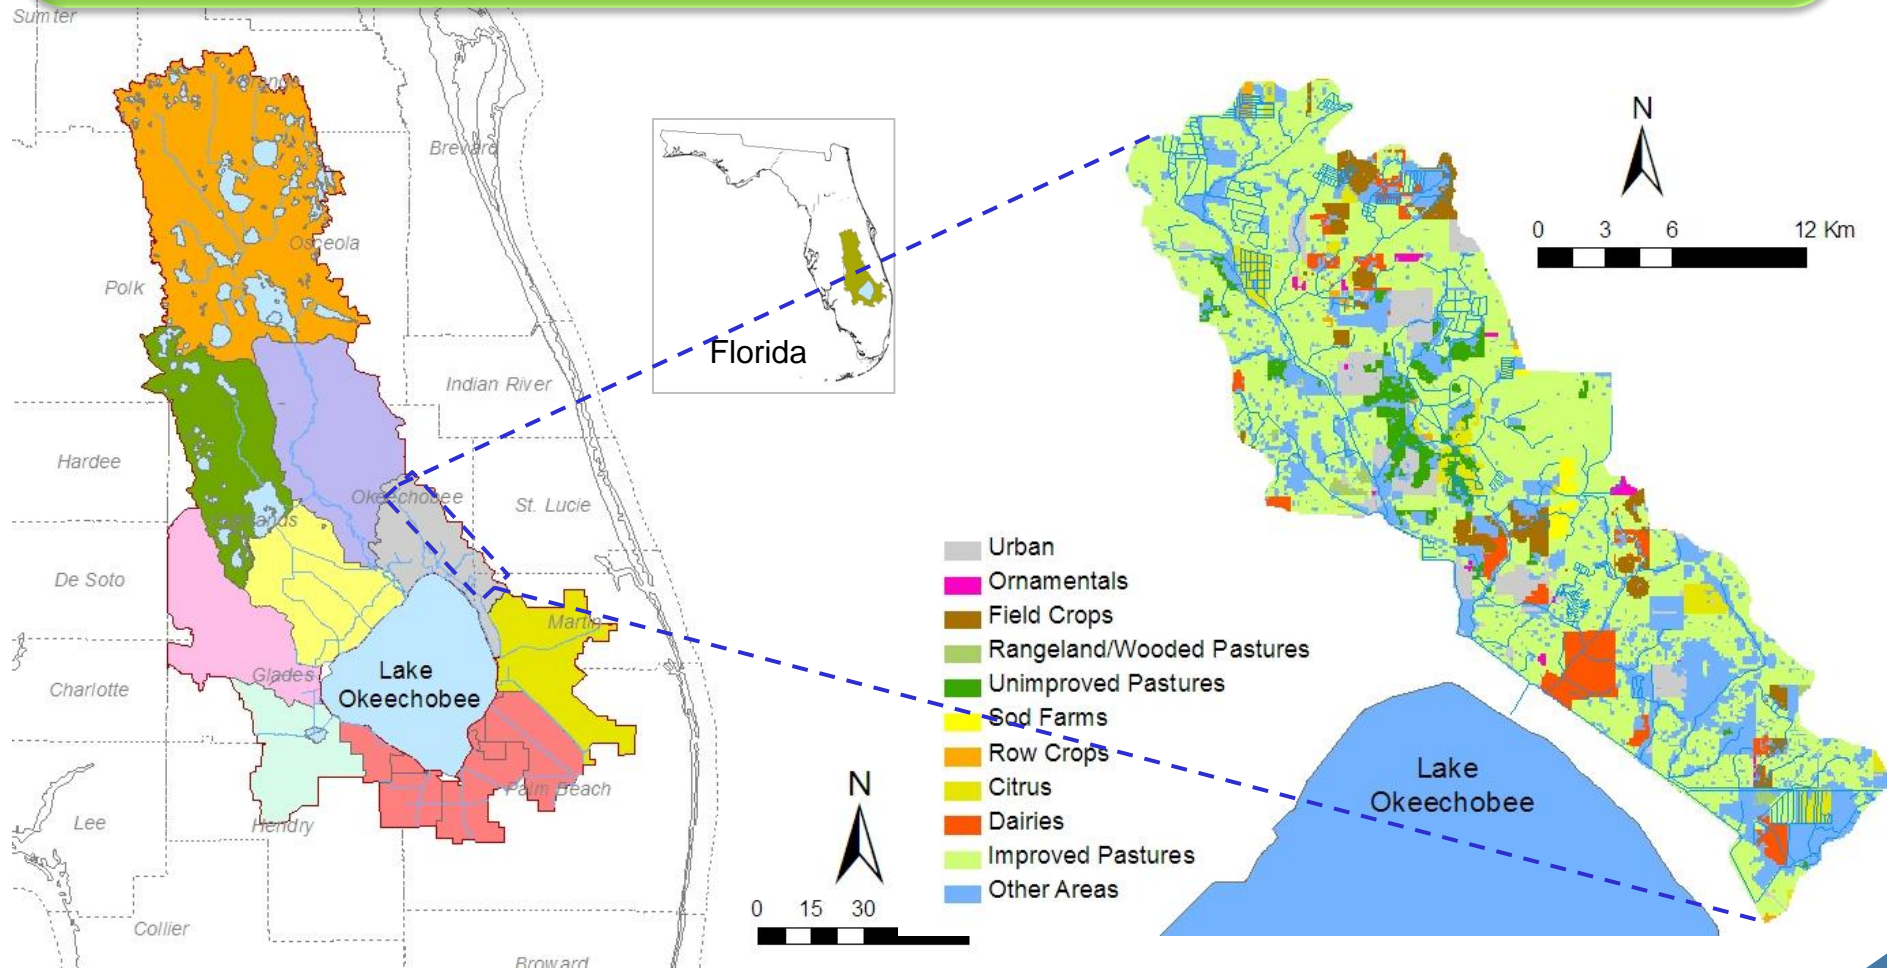 Sumter
Orange
Brevard
Osceola
Polk
Indian River
Hardee
Okeechobee
St. Lucie
De Soto
Martin
Glades
Charlotte
Lake
Okeechobee
Palm Beach
Lee
Hendry
Collier
Broward
N
0 15 30
Florida
Urban
Ornamentals
Field Crops
Rangeland/Wooded Pastures
Unimproved Pastures
Sod Farms
Row Crops
Citrus
Dairies
Improved Pastures
Other Areas
N
0 3 6 12 Km
Lake
Okeechobee